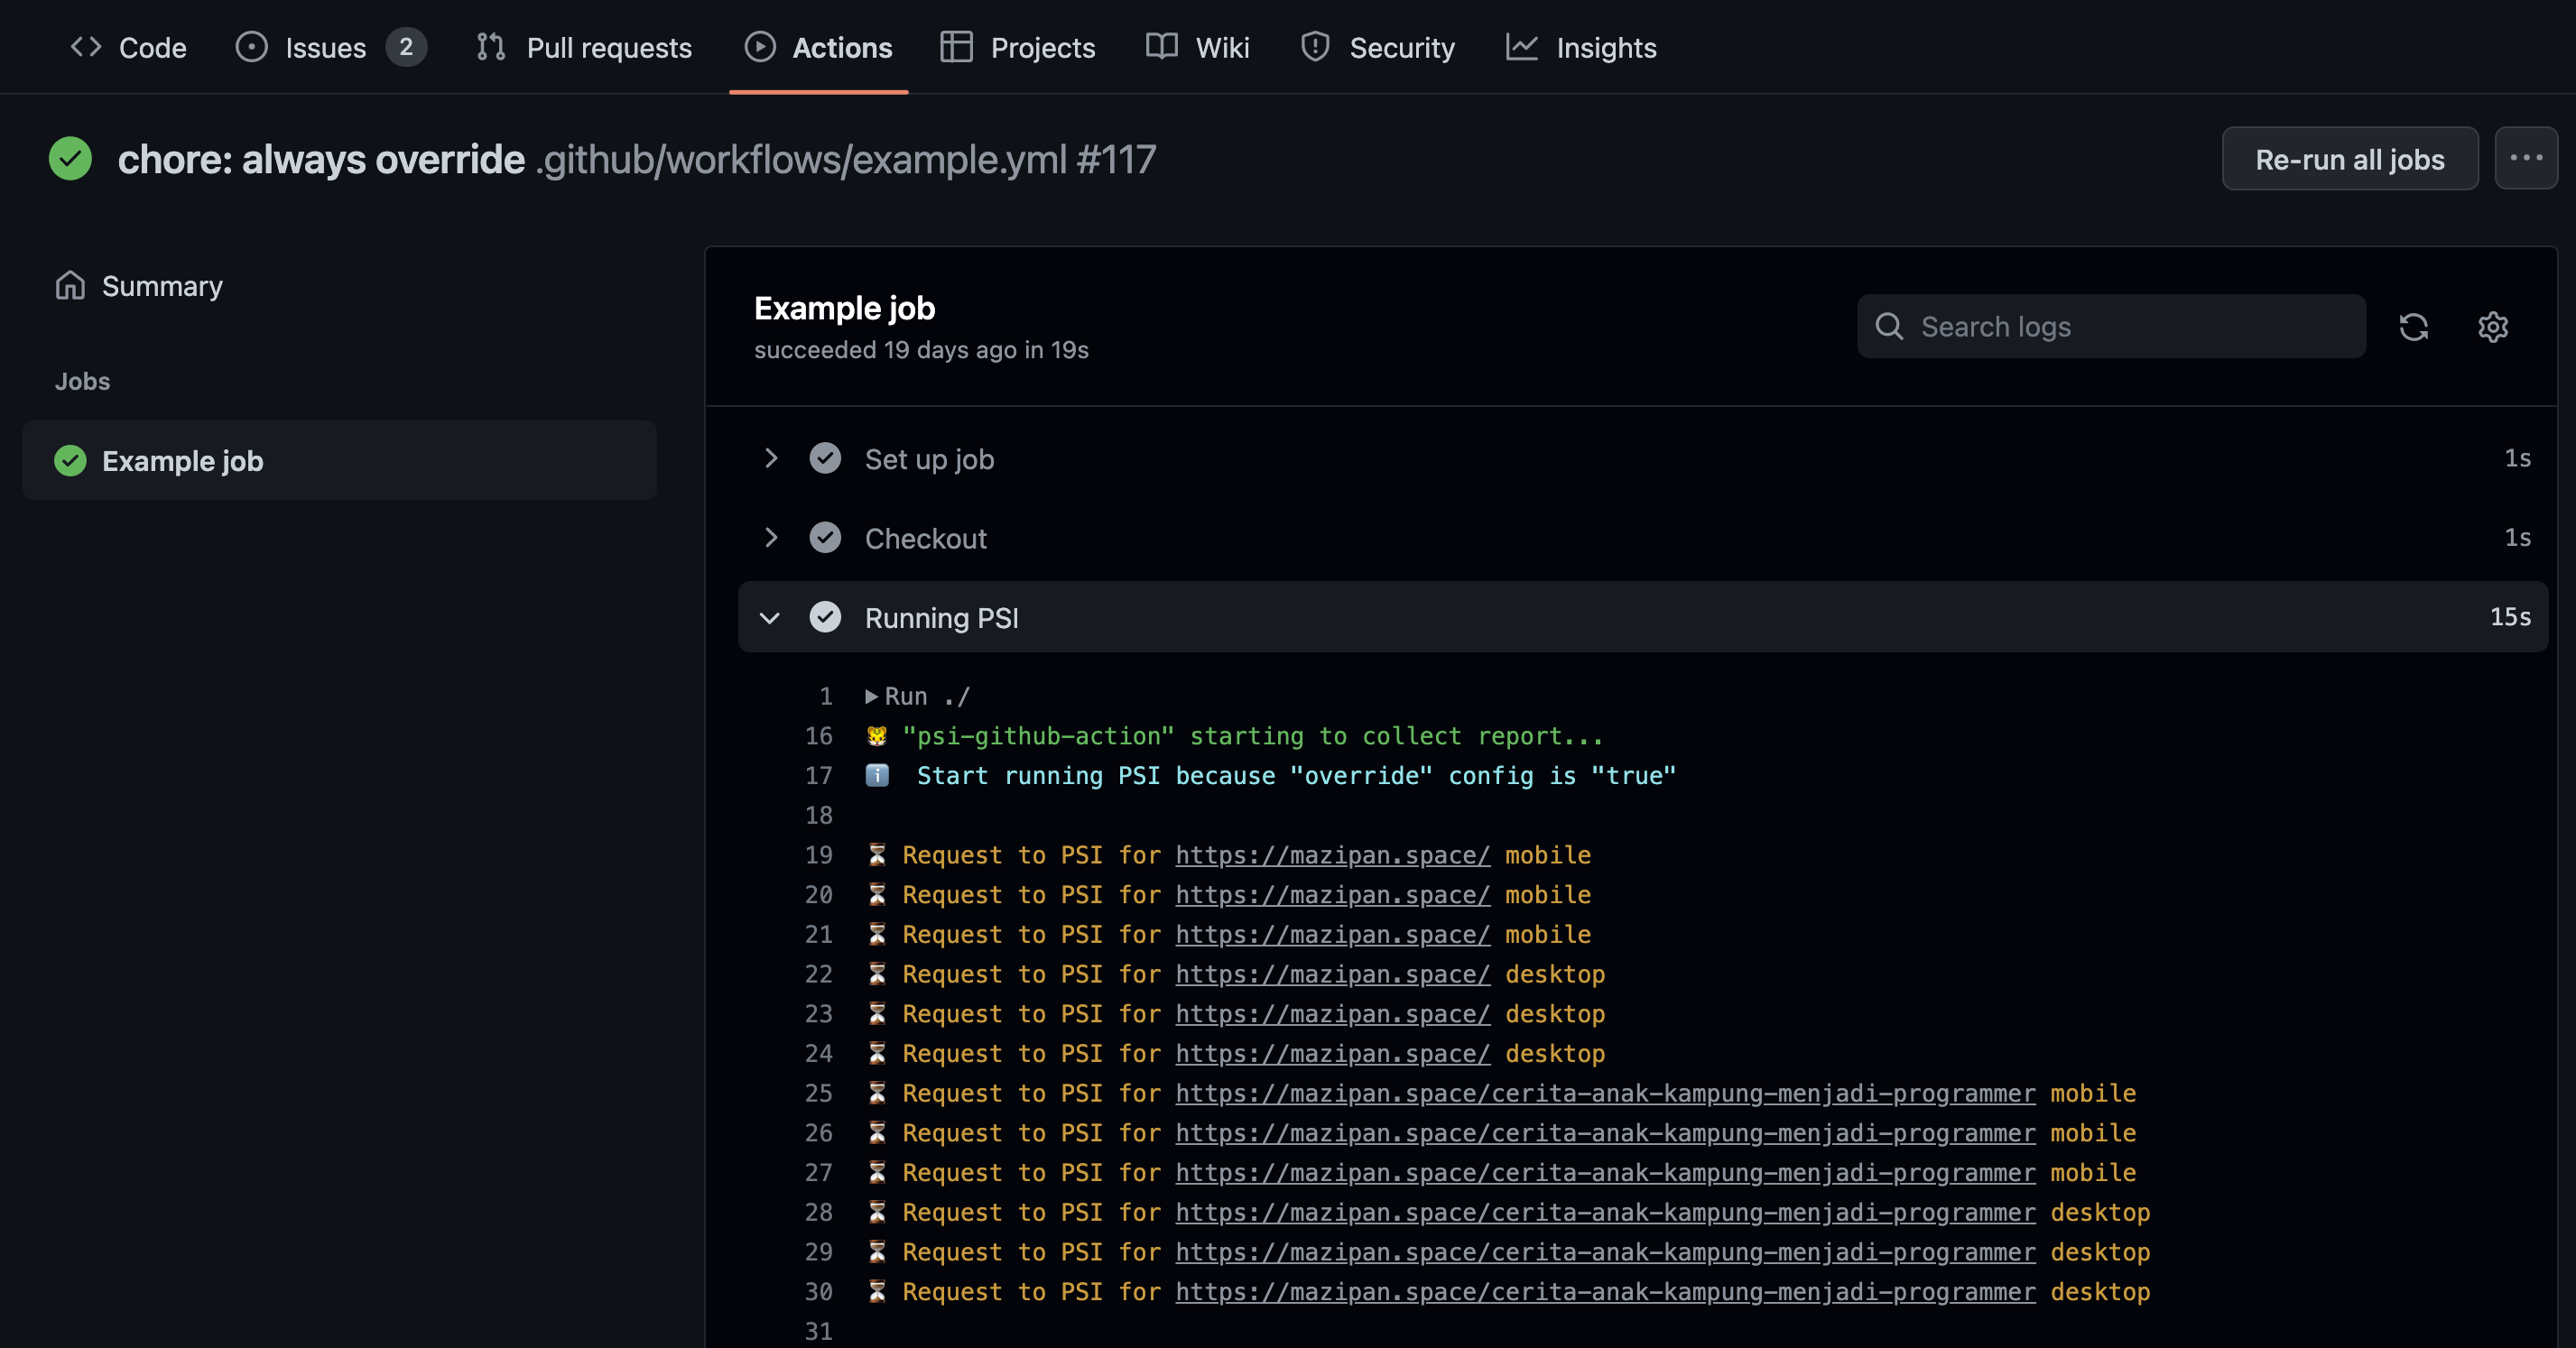 Code Issues 2 Pull requests Actions Projects Wiki Security Insights
chore: always override .github/workflows/example.yml #117
Re-run all jobs
Summary
Jobs
Example job
Example job
succeeded 19 days ago in 19s
Search logs
Set up job 1s
Checkout 1s
Running PSI 15s
1 Run ./
16 🐯 "psi-github-action" starting to collect report...
17 ℹ️ Start running PSI because "override" config is "true"
18
19 ⏳ Request to PSI for https://mazipan.space/ mobile
20 ⏳ Request to PSI for https://mazipan.space/ mobile
21 ⏳ Request to PSI for https://mazipan.space/ mobile
22 ⏳ Request to PSI for https://mazipan.space/ desktop
23 ⏳ Request to PSI for https://mazipan.space/ desktop
24 ⏳ Request to PSI for https://mazipan.space/ desktop
25 ⏳ Request to PSI for https://mazipan.space/cerita-anak-kampung-menjadi-programmer mobile
26 ⏳ Request to PSI for https://mazipan.space/cerita-anak-kampung-menjadi-programmer mobile
27 ⏳ Request to PSI for https://mazipan.space/cerita-anak-kampung-menjadi-programmer mobile
28 ⏳ Request to PSI for https://mazipan.space/cerita-anak-kampung-menjadi-programmer desktop
29 ⏳ Request to PSI for https://mazipan.space/cerita-anak-kampung-menjadi-programmer desktop
30 ⏳ Request to PSI for https://mazipan.space/cerita-anak-kampung-menjadi-programmer desktop
31